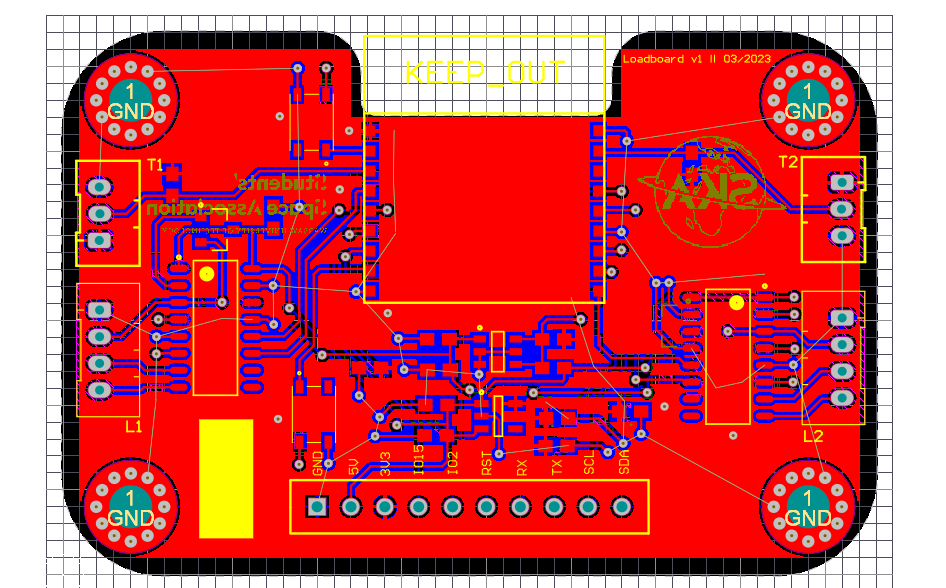 KEEP_OUT
Loadboard v1 II 03/2023
1
GND
1
GND
T1
T2
Students'
Space Association
SKA
L1
L2
GND
5V
3V3
IO15
IO2
RST
RX
TX
SCL
SDA
1
GND
1
GND